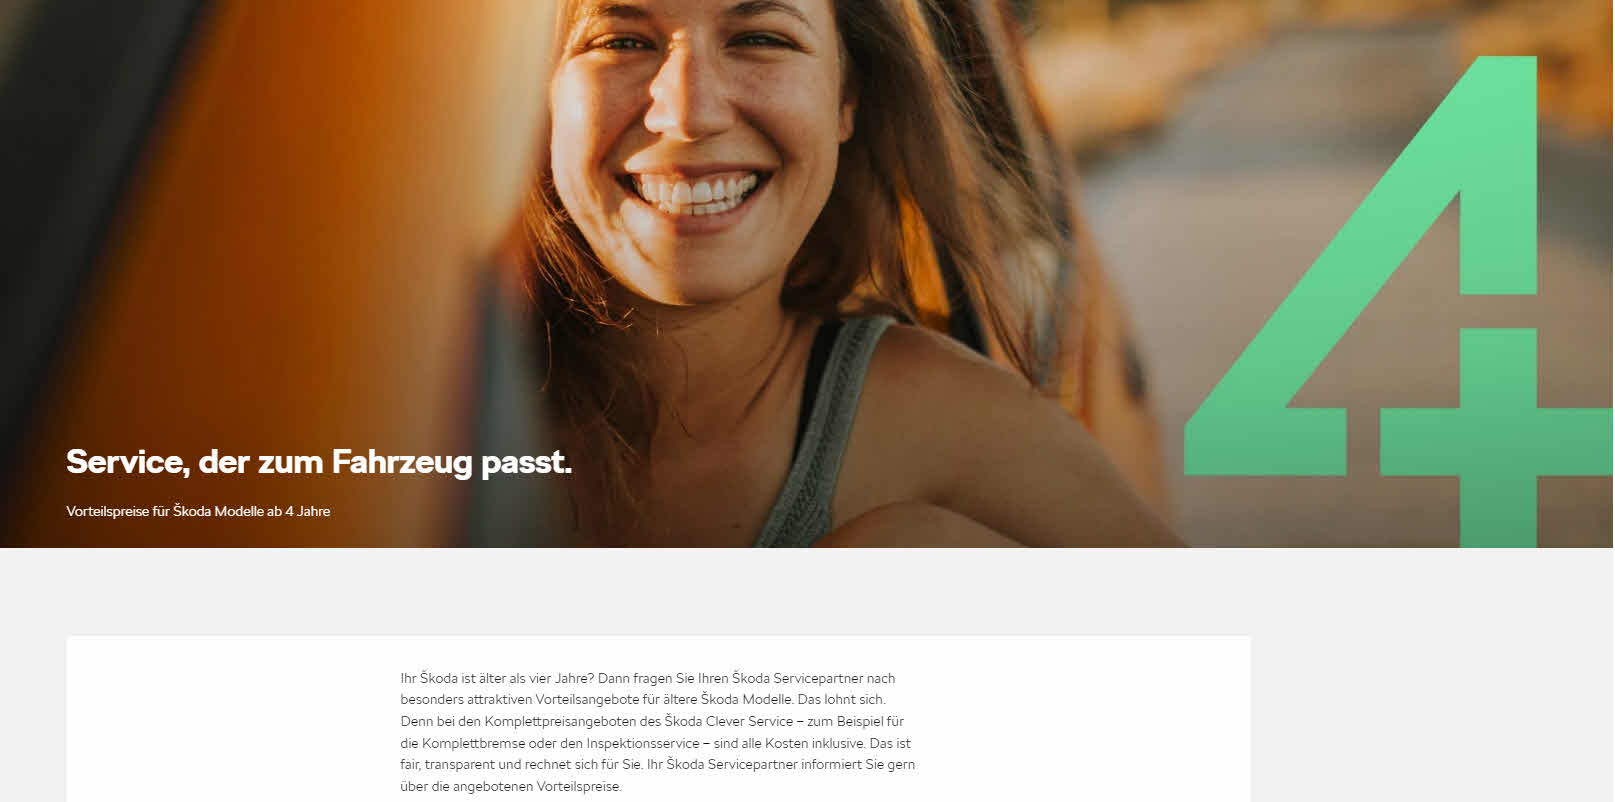 4+
Service, der zum Fahrzeug passt.
Vorteilspreise für Škoda Modelle ab 4 Jahre
Ihr Škoda ist älter als vier Jahre? Dann fragen Sie Ihren Škoda Servicepartner nach
besonders attraktiven Vorteilsangebote für ältere Škoda Modelle. Das lohnt sich.
Denn bei den Komplettpreisangeboten des Škoda Clever Service – zum Beispiel für
die Komplettbremse oder den Inspektionsservice – sind alle Kosten inklusive. Das ist
fair, transparent und rechnet sich für Sie. Ihr Škoda Servicepartner informiert Sie gern
über die angebotenen Vorteilspreise.